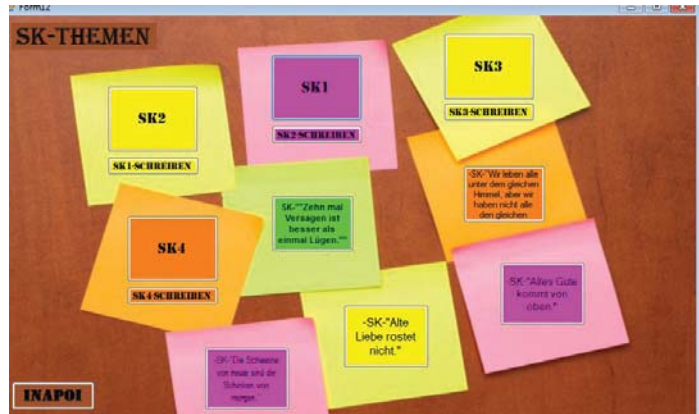 Form12
SK-THEMEN
SK2
SK1-SCHREIBEN
SK1
SK2-SCHREIBEN
SK3
SK3-SCHREIBEN
SK4
SK4-SCHREIBEN
SK-""Zehn mal
Versagen ist
besser als
einmal Lügen.""
-SK-"Wir leben alle
unter dem gleichen
Himmel, aber wir
haben nicht alle
den gleichen
-SK-"Alles Gute
kommt von
oben."
-SK-"Alte
Liebe rostet
nicht."
-SK-"Die Schweine
von heute sind die
Schinken von
morgen."
INAPOI